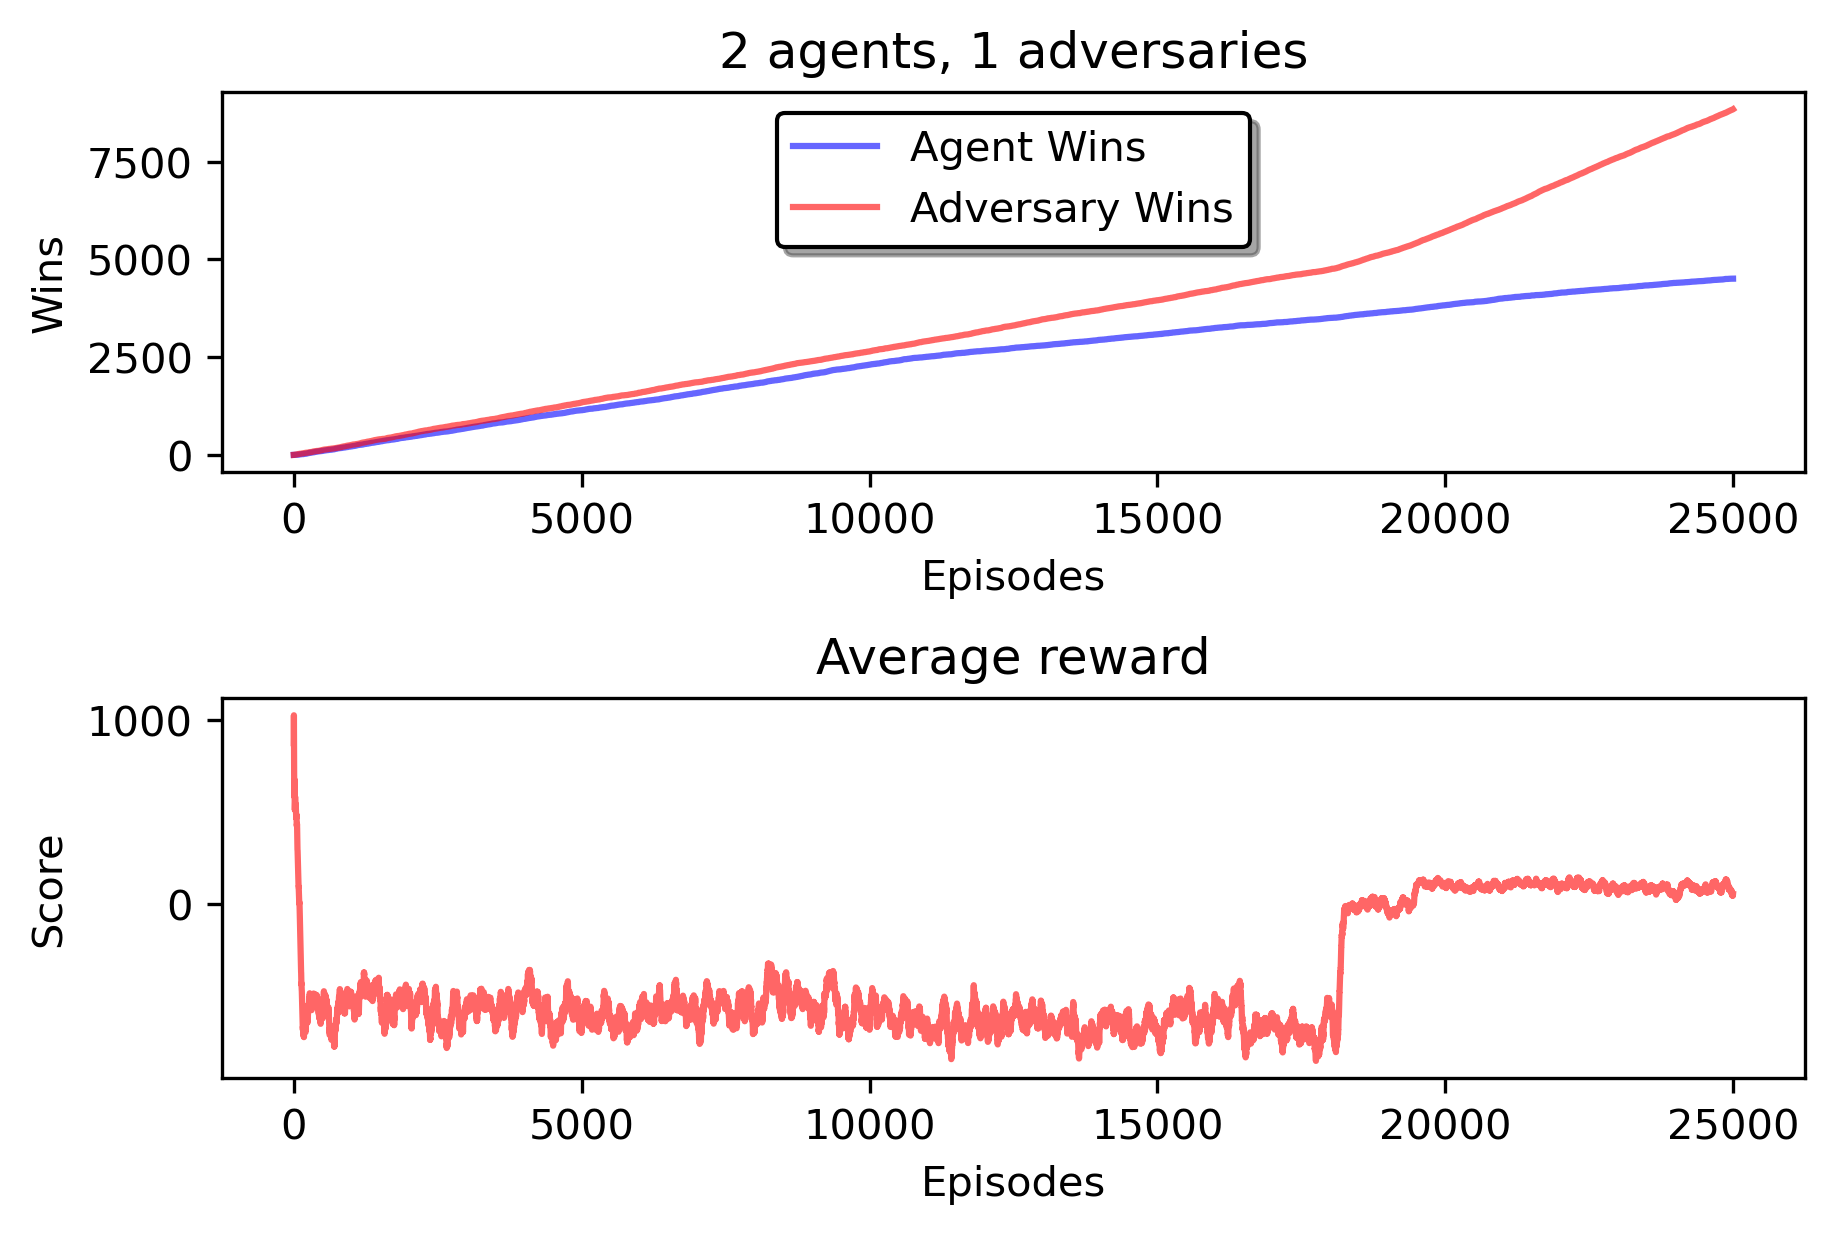 2 agents, 1 adversaries
Agent Wins
Adversary Wins
Wins
7500
5000
2500
0
0 5000 10000 15000 20000 25000
Episodes
Average reward
Score
1000
0
0 5000 10000 15000 20000 25000
Episodes